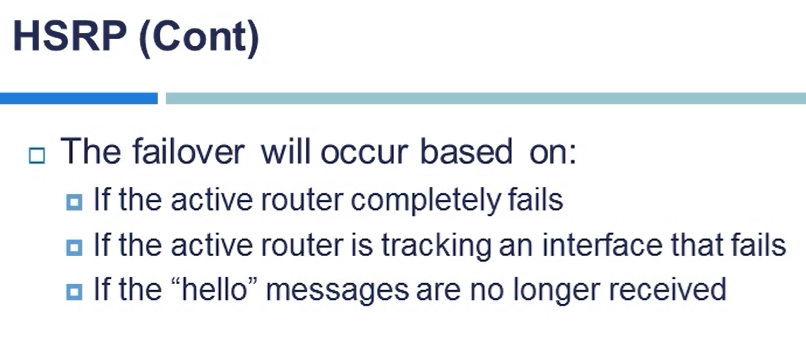 HSRP (Cont)
The failover will occur based on:
If the active router completely fails
If the active router is tracking an interface that fails
If the “hello” messages are no longer received